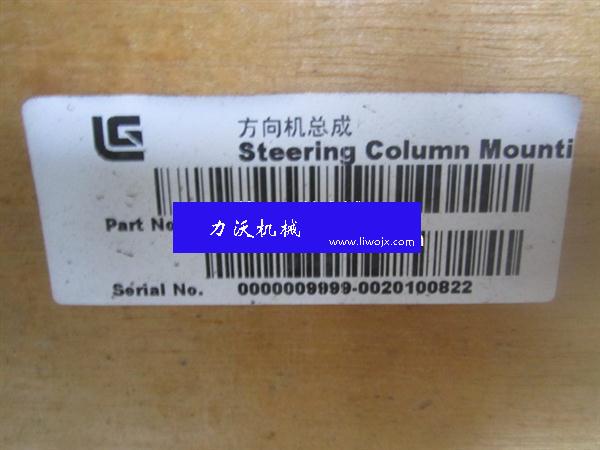 LG
方向机总成
Steering Column Mounti
Part No
力沃机械
www.liwojx.com
Serial No. 0000009999-0020100822